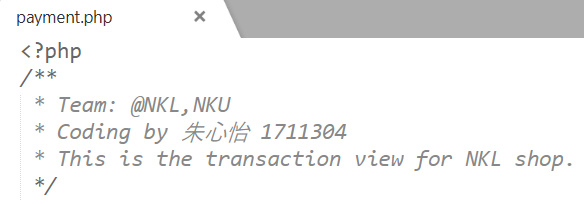 payment.php ×
<?php
/**
* Team: @NKL,NKU
* Coding by 朱心怡 1711304
* This is the transaction view for NKL shop.
*/